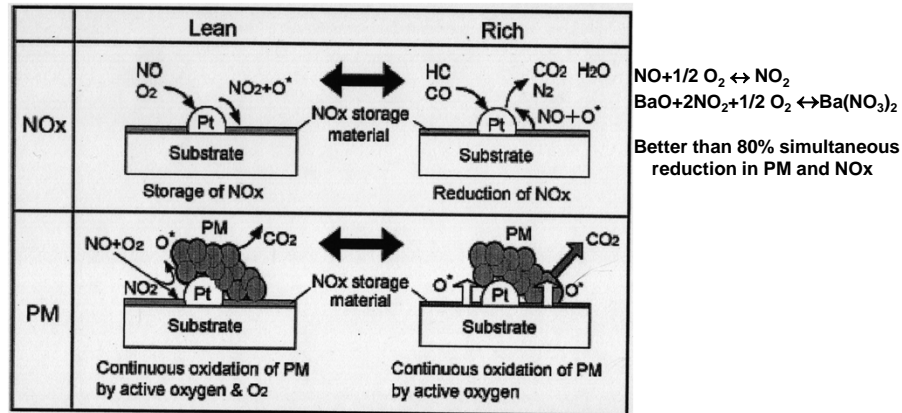 Lean
Rich
NOx
NO
O2
NO2+O*
Pt
Substrate
Storage of NOx
NOx storage
material
HC
CO
CO2 H2O
N2
NO+O*
Pt
Substrate
Reduction of NOx
PM
NO+O2
O*
PM
CO2
NO2
Pt
Substrate
Continuous oxidation of PM
by active oxygen & O2
NOx storage
material
PM
CO2
O*
Pt
O*
Substrate
Continuous oxidation of PM
by active oxygen
NO+1/2 O2 ↔ NO2
BaO+2NO2+1/2 O2 ↔Ba(NO3)2
Better than 80% simultaneous
reduction in PM and NOx